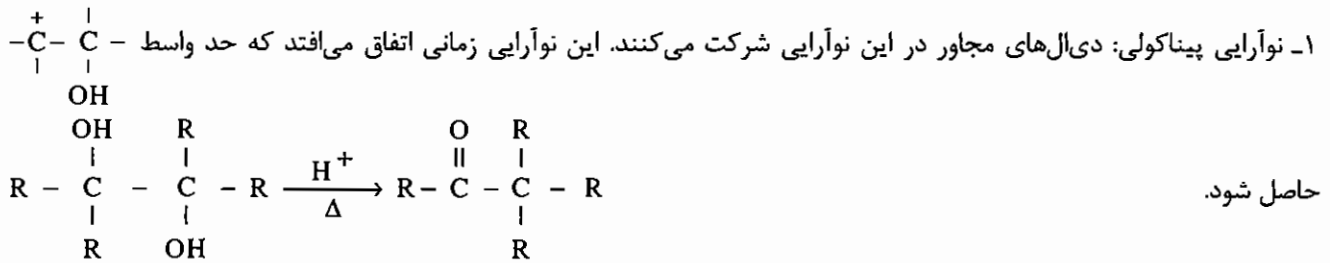 ۱ـ نوآرایی پیناکولی: دی‌ال‌های مجاور در این نوآرایی شرکت می‌کنند. این نوآرایی زمانی اتفاق می‌افتد که حد واسط
+ |
–C– C –
| |
OH
حاصل شود.
OH R O R
| | || |
R – C – C – R H+ → Δ R – C – C – R
| | |
R OH R